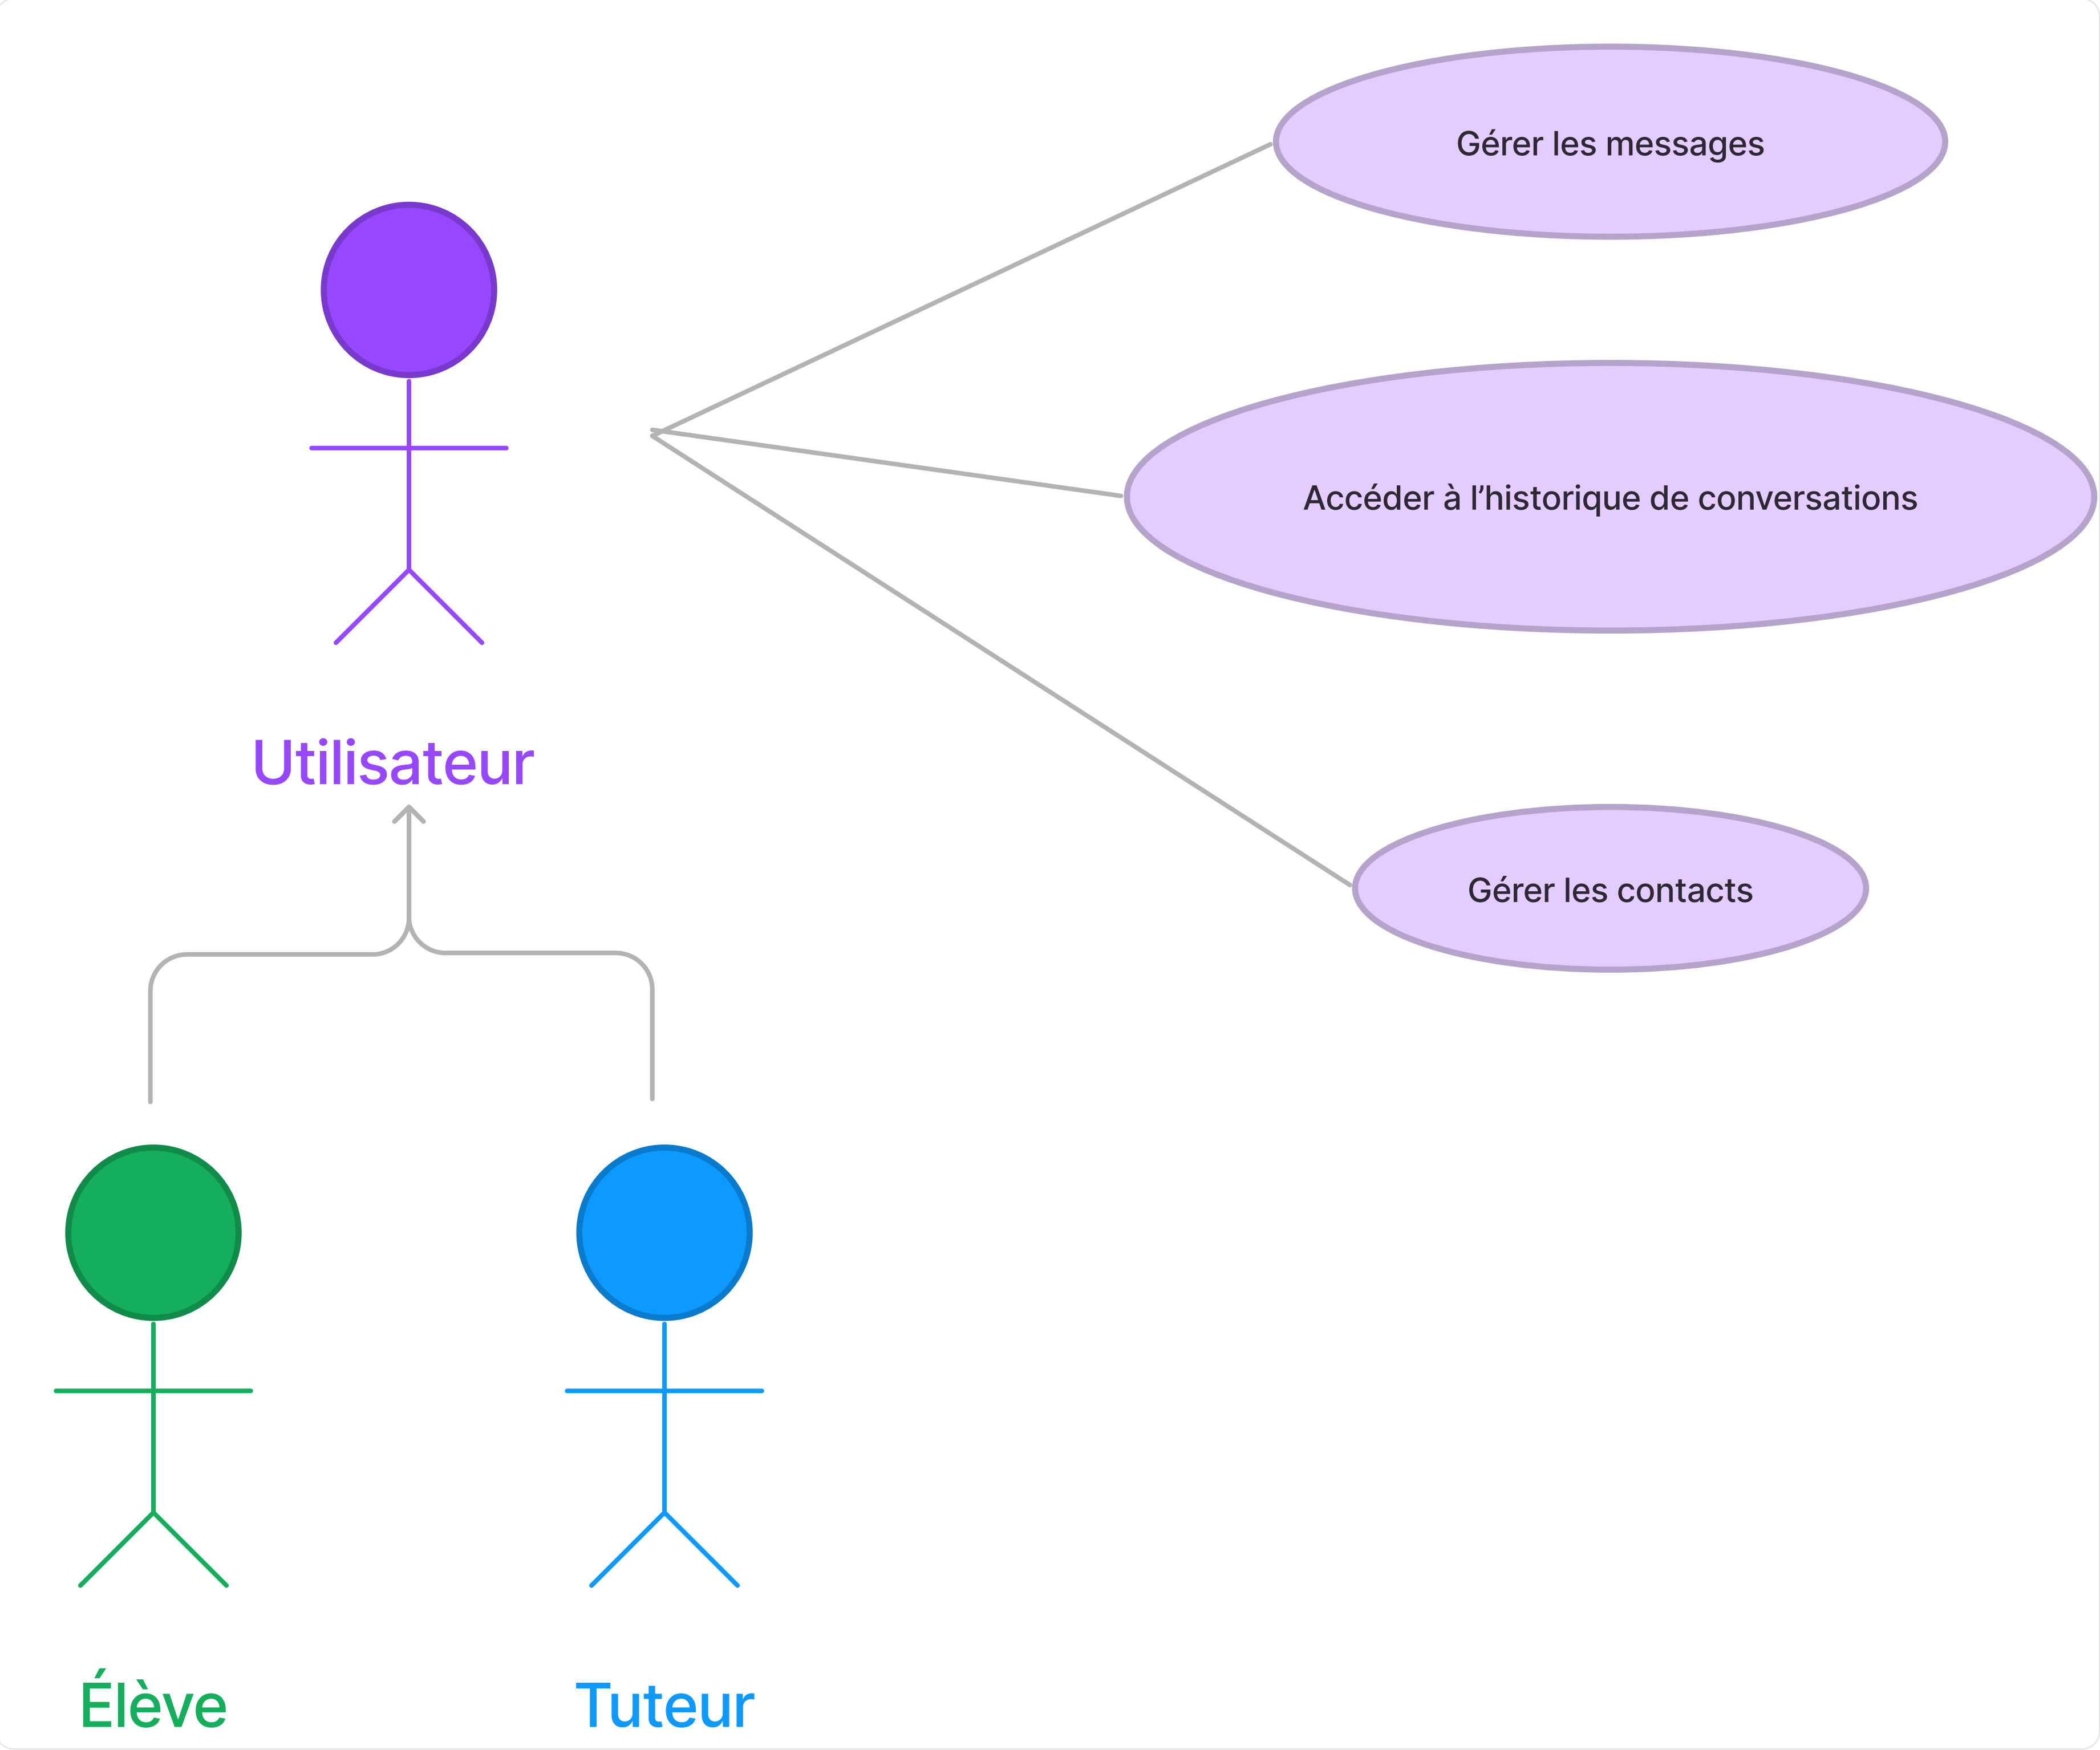 Gérer les messages
Accéder à l’historique de conversations
Utilisateur
Gérer les contacts
Élève
Tuteur